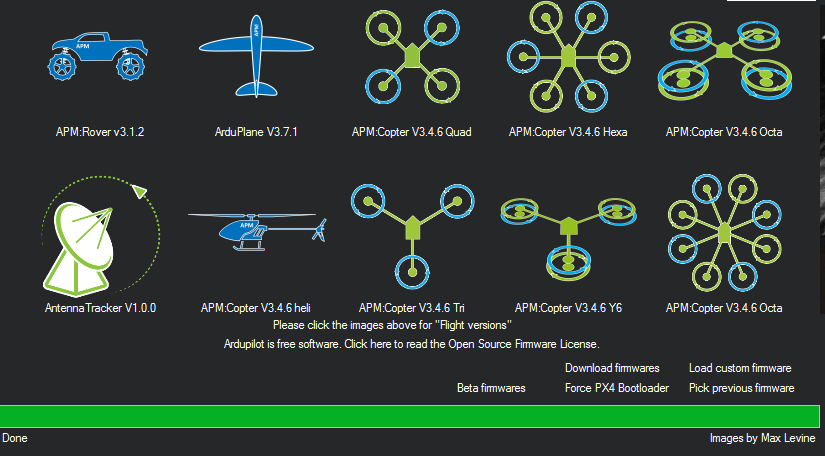 APM
APM
APM:Rover v3.1.2
ArduPlane V3.7.1
APM:Copter V3.4.6 Quad
APM:Copter V3.4.6 Hexa
APM:Copter V3.4.6 Octa
APM
AntennaTracker V1.0.0
APM:Copter V3.4.6 heli
APM:Copter V3.4.6 Tri
APM:Copter V3.4.6 Y6
APM:Copter V3.4.6 Octa
Please click the images above for "Flight versions"
Ardupilot is free software. Click here to read the Open Source Firmware License.
Download firmwares
Load custom firmware
Beta firmwares
Force PX4 Bootloader
Pick previous firmware
Done
Images by Max Levine